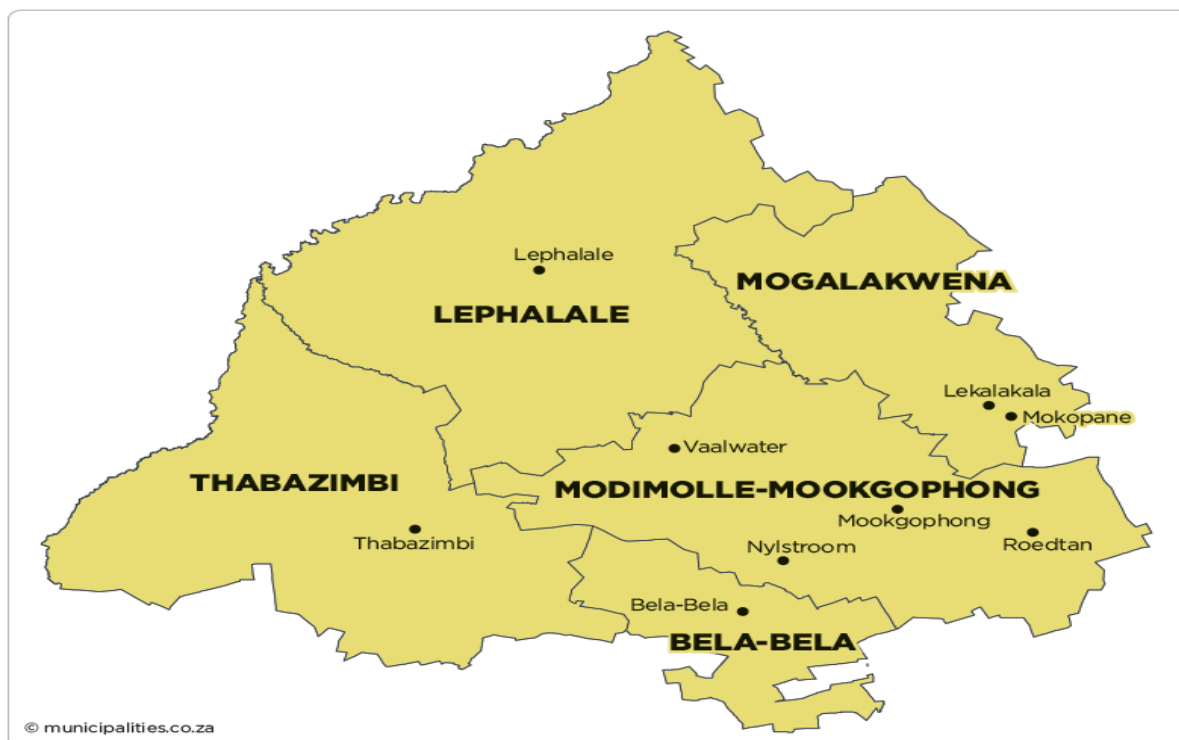 Lephalale
LEPHALALE
MOGALAKWENA
Lekalakala
Mokopane
Vaalwater
THABAZIMBI
MODIMOLLE-MOOKGOPHONG
Mookgophong
Thabazimbi
Nylstroom
Roedtan
Bela-Bela
BELA-BELA
© municipalities.co.za